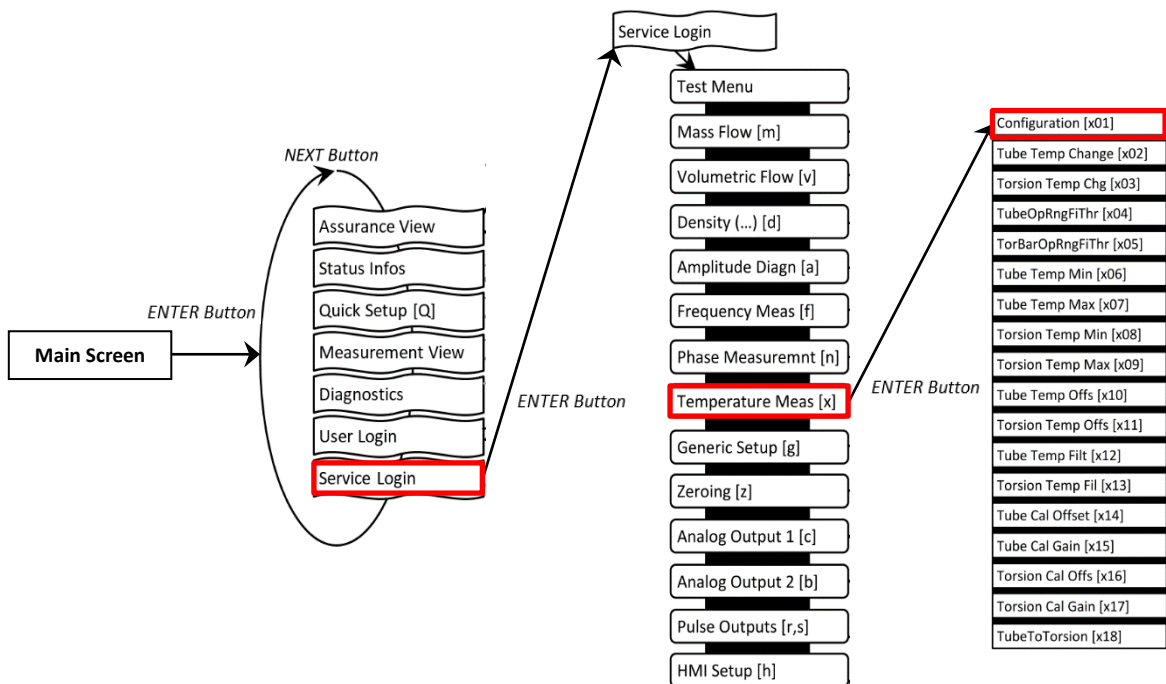 Main Screen
ENTER Button
NEXT Button
Assurance View
Status Infos
Quick Setup [Q]
Measurement View
Diagnostics
User Login
Service Login
ENTER Button
Service Login
Test Menu
Mass Flow [m]
Volumetric Flow [v]
Density (...) [d]
Amplitude Diagn [a]
Frequency Meas [f]
Phase Measuremnt [n]
Temperature Meas [x]
Generic Setup [g]
Zeroing [z]
Analog Output 1 [c]
Analog Output 2 [b]
Pulse Outputs [r,s]
HMI Setup [h]
ENTER Button
Configuration [x01]
Tube Temp Change [x02]
Torsion Temp Chg [x03]
TubeOpRngFiThr [x04]
TorBarOpRngFiThr [x05]
Tube Temp Min [x06]
Tube Temp Max [x07]
Torsion Temp Min [x08]
Torsion Temp Max [x09]
Tube Temp Offs [x10]
Torsion Temp Offs [x11]
Tube Temp Filt [x12]
Torsion Temp Fil [x13]
Tube Cal Offset [x14]
Tube Cal Gain [x15]
Torsion Cal Offs [x16]
Torsion Cal Gain [x17]
TubeToTorsion [x18]